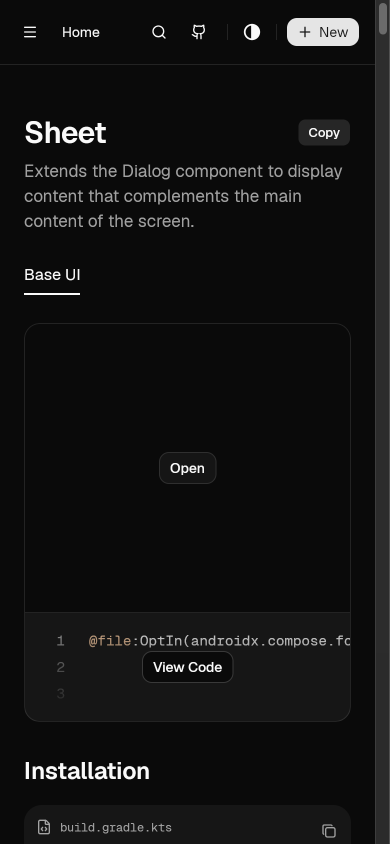 Home
New
Sheet
Copy
Extends the Dialog component to display
content that complements the main
content of the screen.
Base UI
Open
1 @file:OptIn(androidx.compose.fo
2
View Code
3
Installation
build.gradle.kts